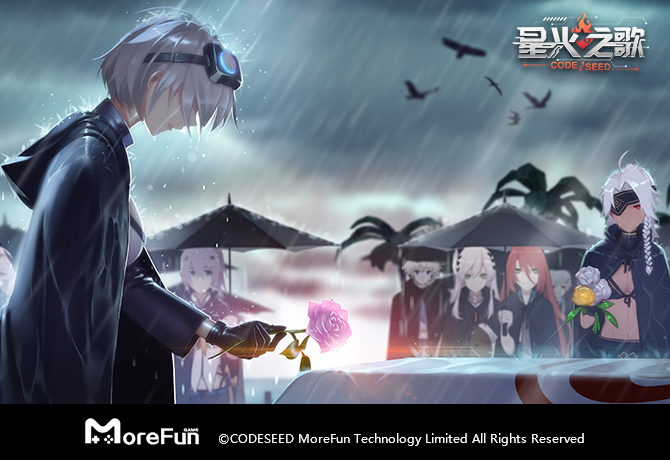 星火之歌
CODE SEED
MoreFun GAME
©CODESEED MoreFun Technology Limited All Rights Reserved